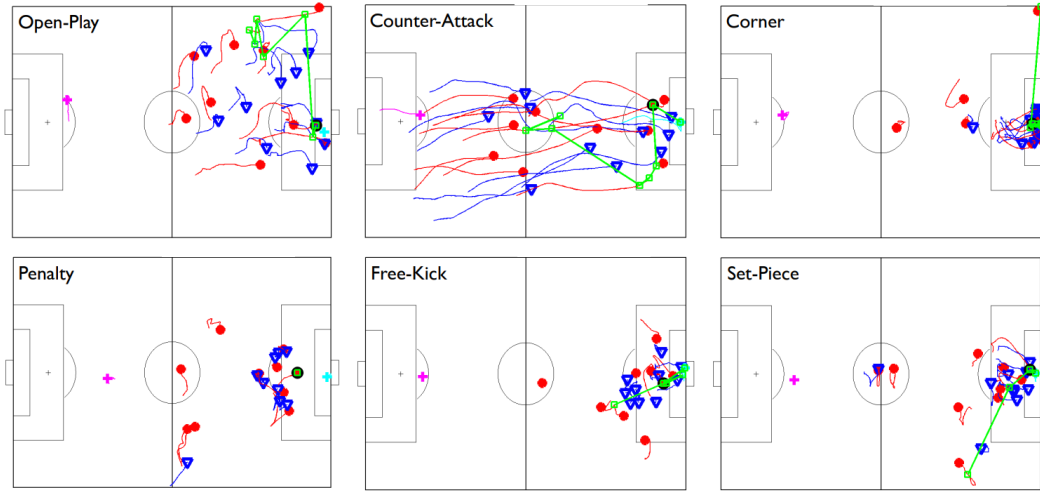 Open-Play
Counter-Attack
Corner
Penalty
Free-Kick
Set-Piece